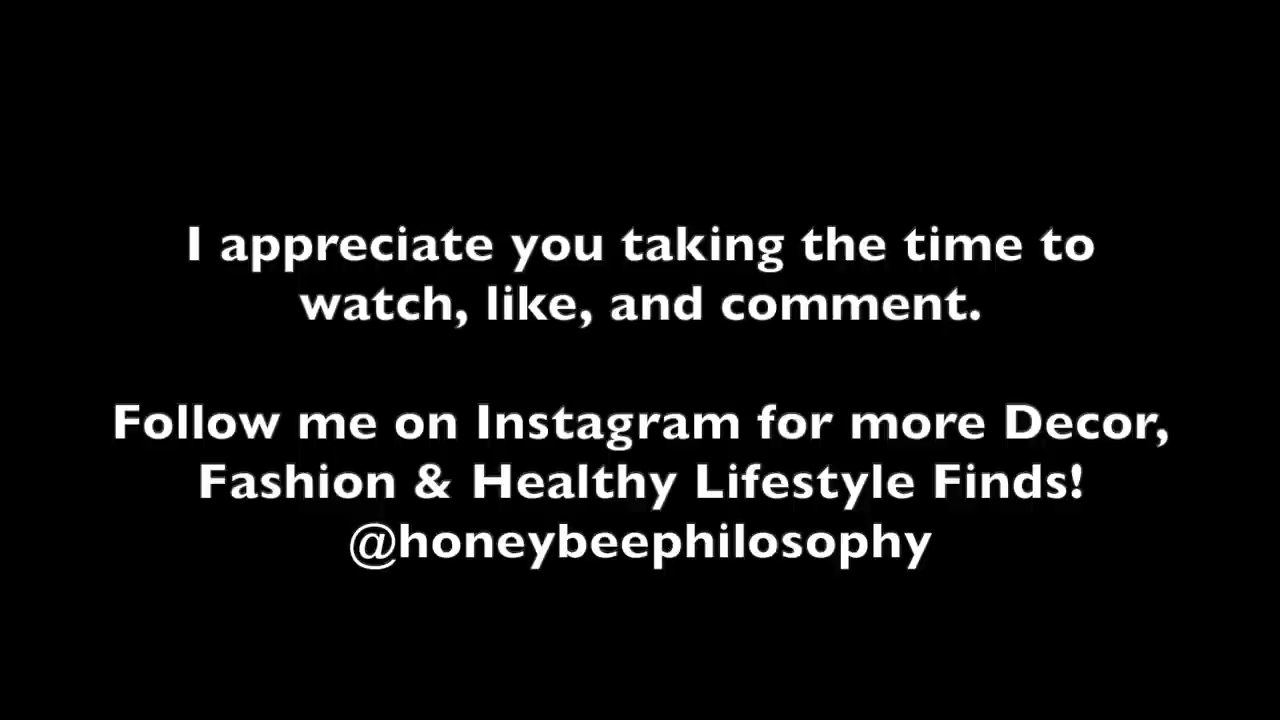 I appreciate you taking the time to
watch, like, and comment.
Follow me on Instagram for more Decor,
Fashion & Healthy Lifestyle Finds!
@honeybeephilosophy